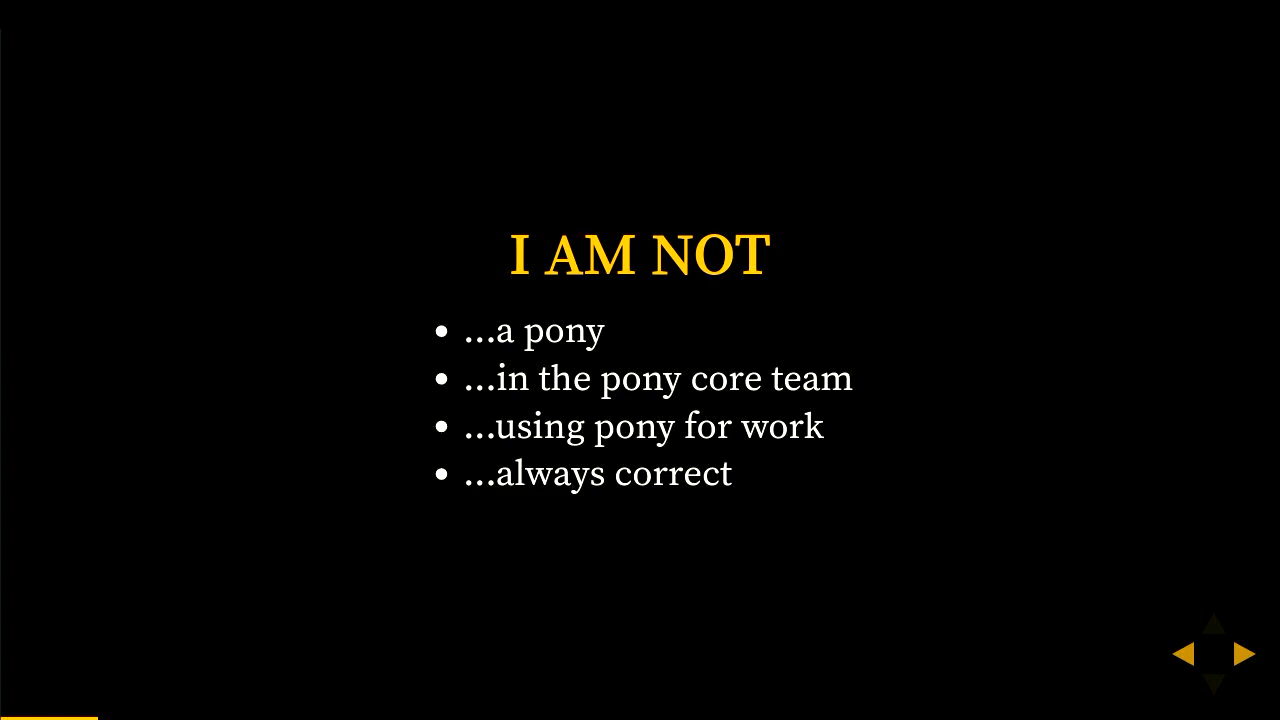 I AM NOT
...a pony
...in the pony core team
...using pony for work
...always correct